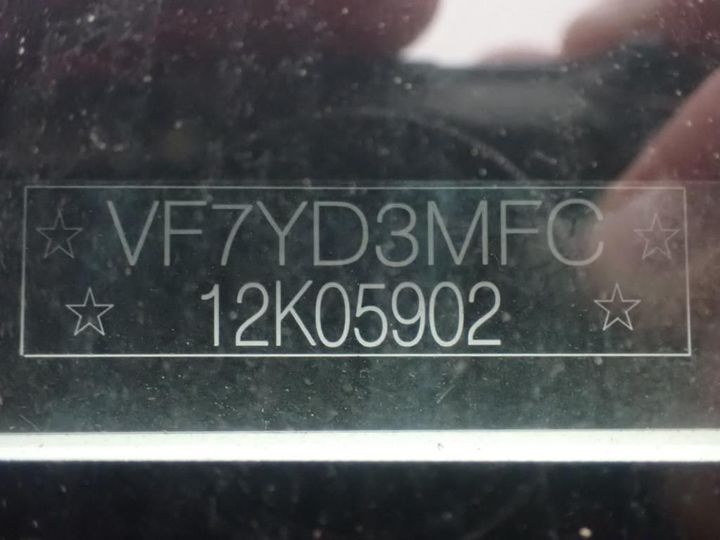 ☆ VF7YD3MFC ☆
☆ 12K05902 ☆